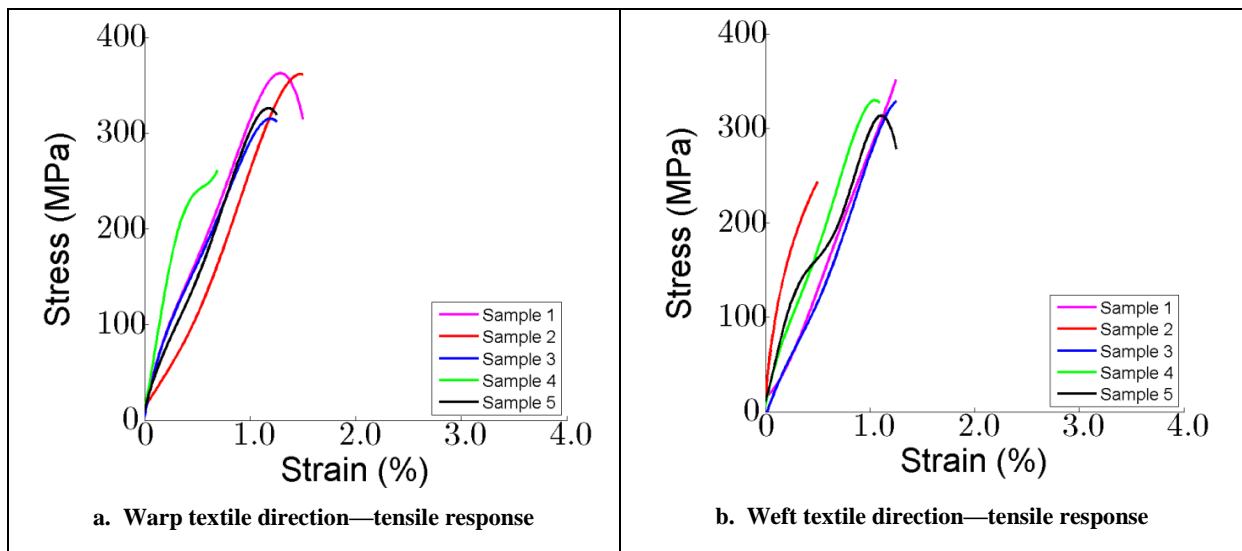 400
300
200
100
0
Stress (MPa)
0 1.0 2.0 3.0 4.0
Strain (%)
Sample 1
Sample 2
Sample 3
Sample 4
Sample 5
a. Warp textile direction—tensile response
400
300
200
100
0
Stress (MPa)
0 1.0 2.0 3.0 4.0
Strain (%)
Sample 1
Sample 2
Sample 3
Sample 4
Sample 5
b. Weft textile direction—tensile response